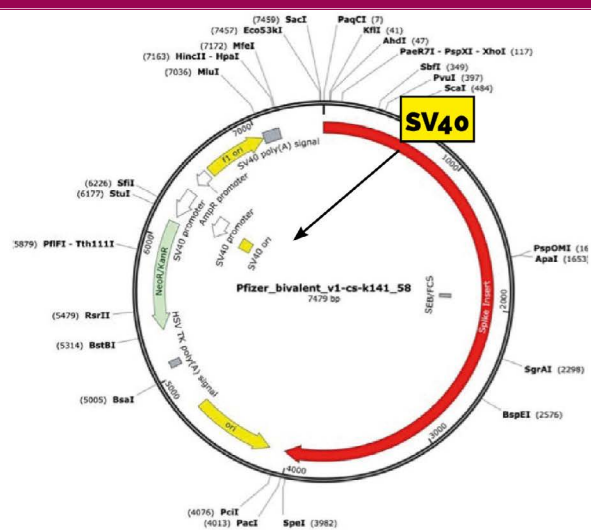 (7459) SacI
(7457) Eco53kI
(7172) MfeI
(7163) HincII - HpaI
(7036) MluI
PaqCI (7)
KflI (41)
AhdI (47)
PaeR7I - PspXI - XhoI (117)
SbfI (349)
PvuI (397)
ScaI (484)
SV40
7000
1000
f1 ori
SV40 poly(A) signal
AmpR promoter
SV40 promoter
SV40 promoter
SV40 ori
(6226) SfiI
(6177) StuI
6000
5879) PflFI - Tth111I
NeoR/KanR
PspOMI (16
ApaI (1653)
Pfizer_bivalent_v1-cs-k141_58
7479 bp
SEB/FCS
Spike Insert
2000
(5479) RsrII
(5314) BstBI
HSV TK poly(A) signal
5000
(5005) BsaI
SgrAI (2298)
BspEI (2576)
3000
ori
4000
(4076) PciI
(4013) PacI
SpeI (3982)